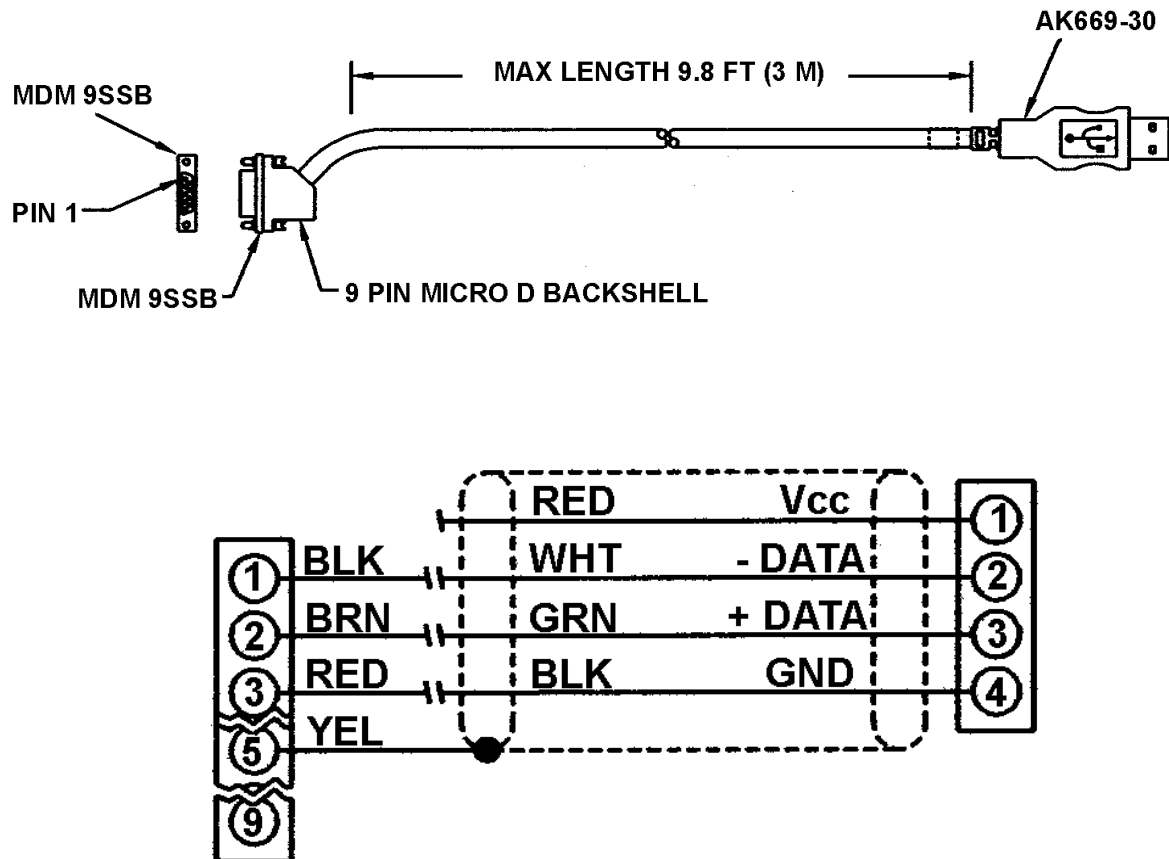 AK669-30
MAX LENGTH 9.8 FT (3 M)
MDM 9SSB
PIN 1
MDM 9SSB
9 PIN MICRO D BACKSHELL
RED Vcc 1
1 BLK WHT - DATA 2
2 BRN GRN + DATA 3
3 RED BLK GND 4
5 YEL
9